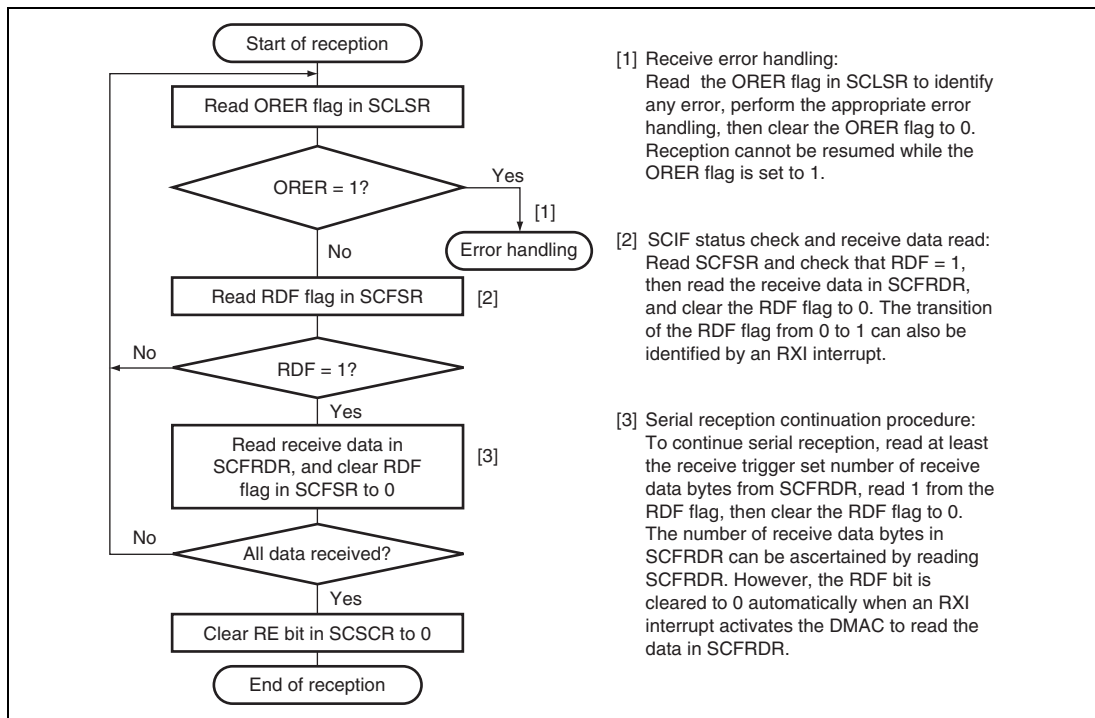 Start of reception
Read ORER flag in SCLSR
ORER = 1?
Yes
[1]
Error handling
No
Read RDF flag in SCFSR
[2]
No
RDF = 1?
Yes
Read receive data in
SCFRDR, and clear RDF
flag in SCFSR to 0
[3]
No
All data received?
Yes
Clear RE bit in SCSCR to 0
End of reception
[1] Receive error handling:
Read the ORER flag in SCLSR to identify
any error, perform the appropriate error
handling, then clear the ORER flag to 0.
Reception cannot be resumed while the
ORER flag is set to 1.
[2] SCIF status check and receive data read:
Read SCFSR and check that RDF = 1,
then read the receive data in SCFRDR,
and clear the RDF flag to 0. The transition
of the RDF flag from 0 to 1 can also be
identified by an RXI interrupt.
[3] Serial reception continuation procedure:
To continue serial reception, read at least
the receive trigger set number of receive
data bytes from SCFRDR, read 1 from the
RDF flag, then clear the RDF flag to 0.
The number of receive data bytes in
SCFRDR can be ascertained by reading
SCFRDR. However, the RDF bit is
cleared to 0 automatically when an RXI
interrupt activates the DMAC to read the
data in SCFRDR.